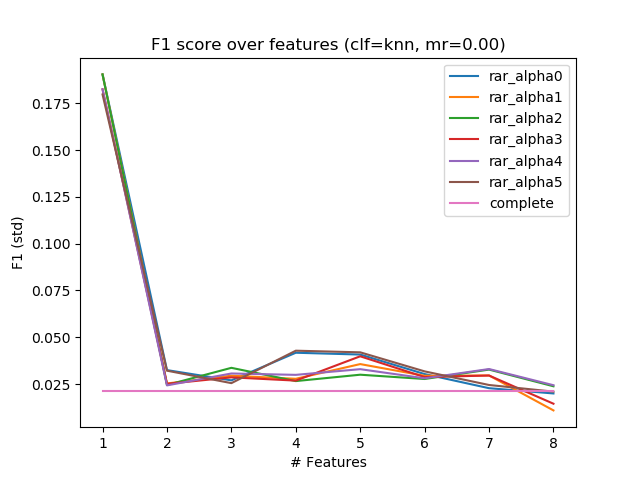 F1 score over features (clf=knn, mr=0.00)
F1 (std)
0.175
0.150
0.125
0.100
0.075
0.050
0.025
rar_alpha0
rar_alpha1
rar_alpha2
rar_alpha3
rar_alpha4
rar_alpha5
complete
1 2 3 4 5 6 7 8
# Features